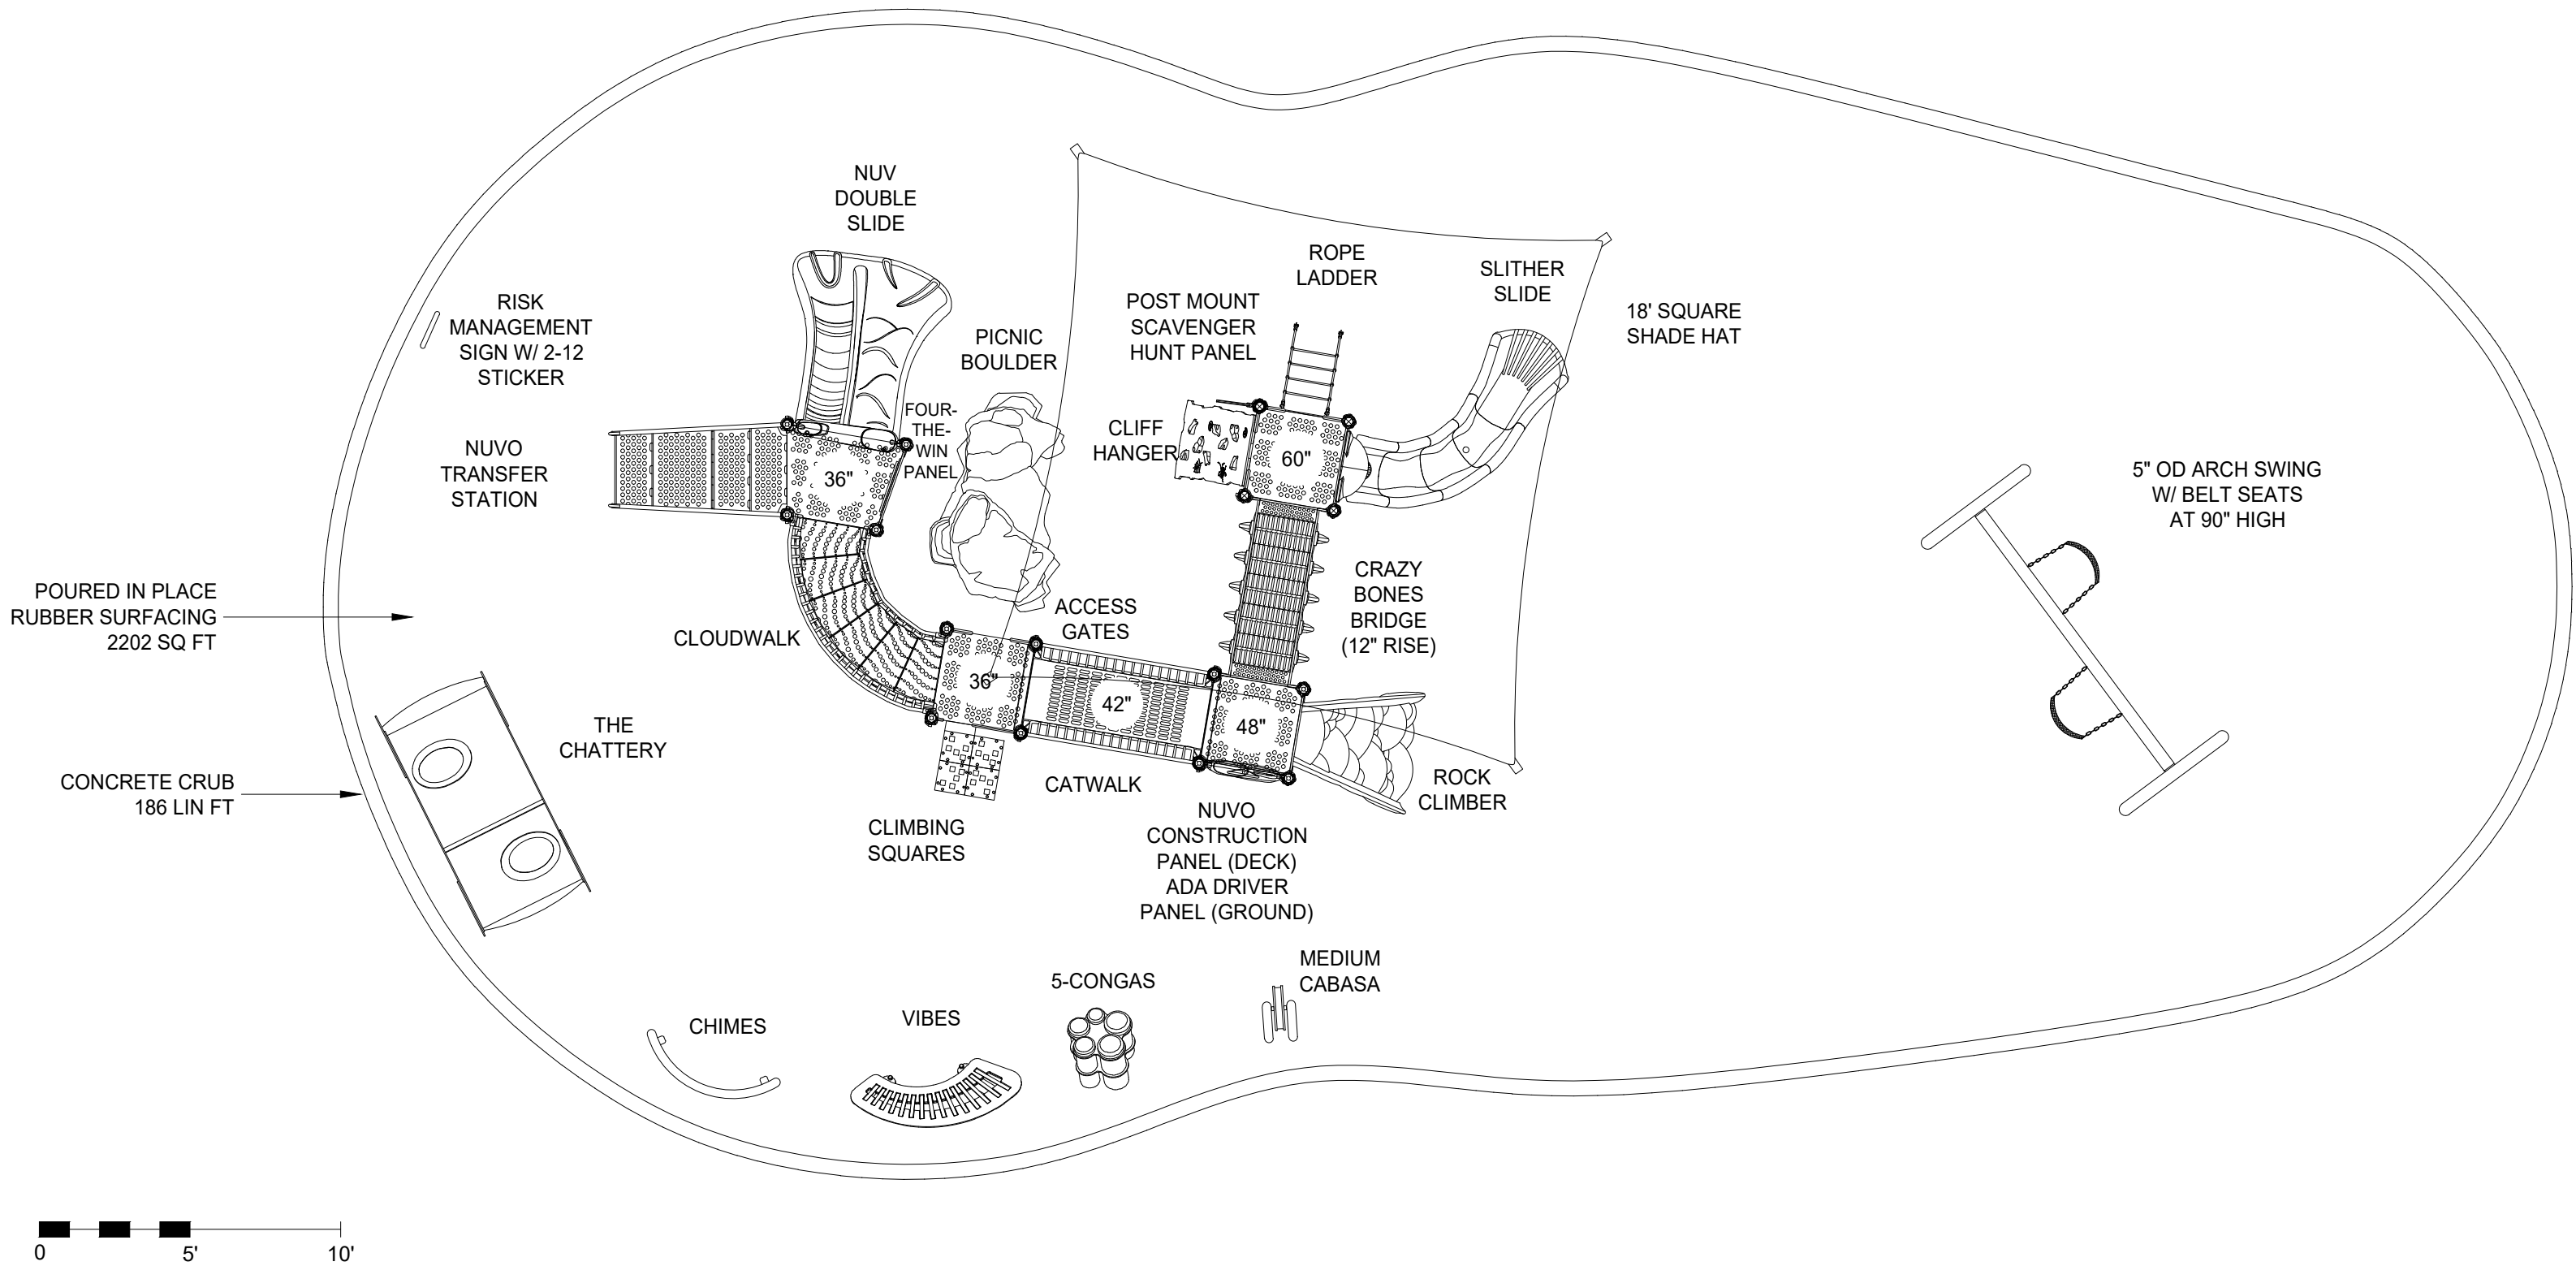 NUV
DOUBLE
SLIDE
RISK
MANAGEMENT
SIGN W/ 2-12
STICKER
PICNIC
BOULDER
POST MOUNT
SCAVENGER
HUNT PANEL
ROPE
LADDER
SLITHER
SLIDE
18' SQUARE
SHADE HAT
FOUR-
THE-
WIN
PANEL
CLIFF
HANGER
60"
NUVO
TRANSFER
STATION
36"
5" OD ARCH SWING
W/ BELT SEATS
AT 90" HIGH
POURED IN PLACE
RUBBER SURFACING
2202 SQ FT
CLOUDWALK
ACCESS
GATES
CRAZY
BONES
BRIDGE
(12" RISE)
36"
42"
48"
THE
CHATTERY
CONCRETE CRUB
186 LIN FT
CLIMBING
SQUARES
CATWALK
NUVO
CONSTRUCTION
PANEL (DECK)
ADA DRIVER
PANEL (GROUND)
ROCK
CLIMBER
CHIMES
VIBES
5-CONGAS
MEDIUM
CABASA
0 5' 10'